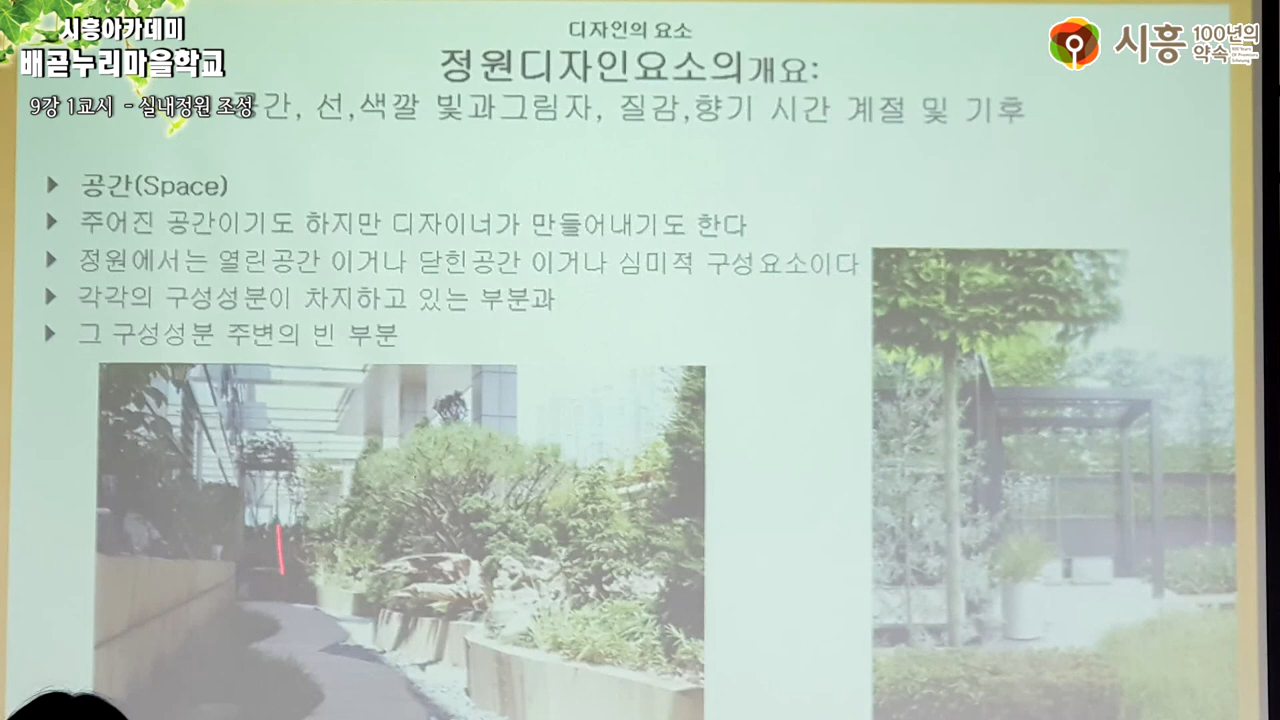 시흥아카데미
배곧누리마을학교
9강 1교시 - 실내정원 조성
시흥 100년의 약속
디자인의 요소
정원디자인요소의개요:
공간, 선,색깔 빛과그림자, 질감,향기 시간 계절 및 기후
공간(Space)
주어진 공간이기도 하지만 디자이너가 만들어내기도 한다
정원에서는 열린공간 이거나 닫힌공간 이거나 심미적 구성요소이다
각각의 구성성분이 차지하고 있는 부분과
그 구성성분 주변의 빈 부분